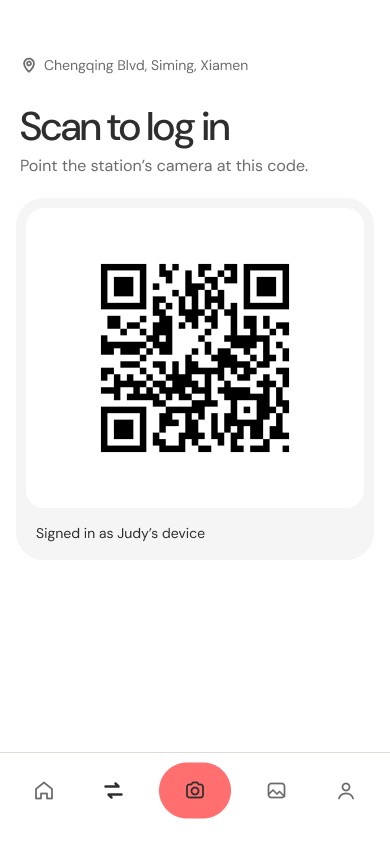 Chengqing Blvd, Siming, Xiamen
Scan to log in
Point the station’s camera at this code.
Signed in as Judy’s device